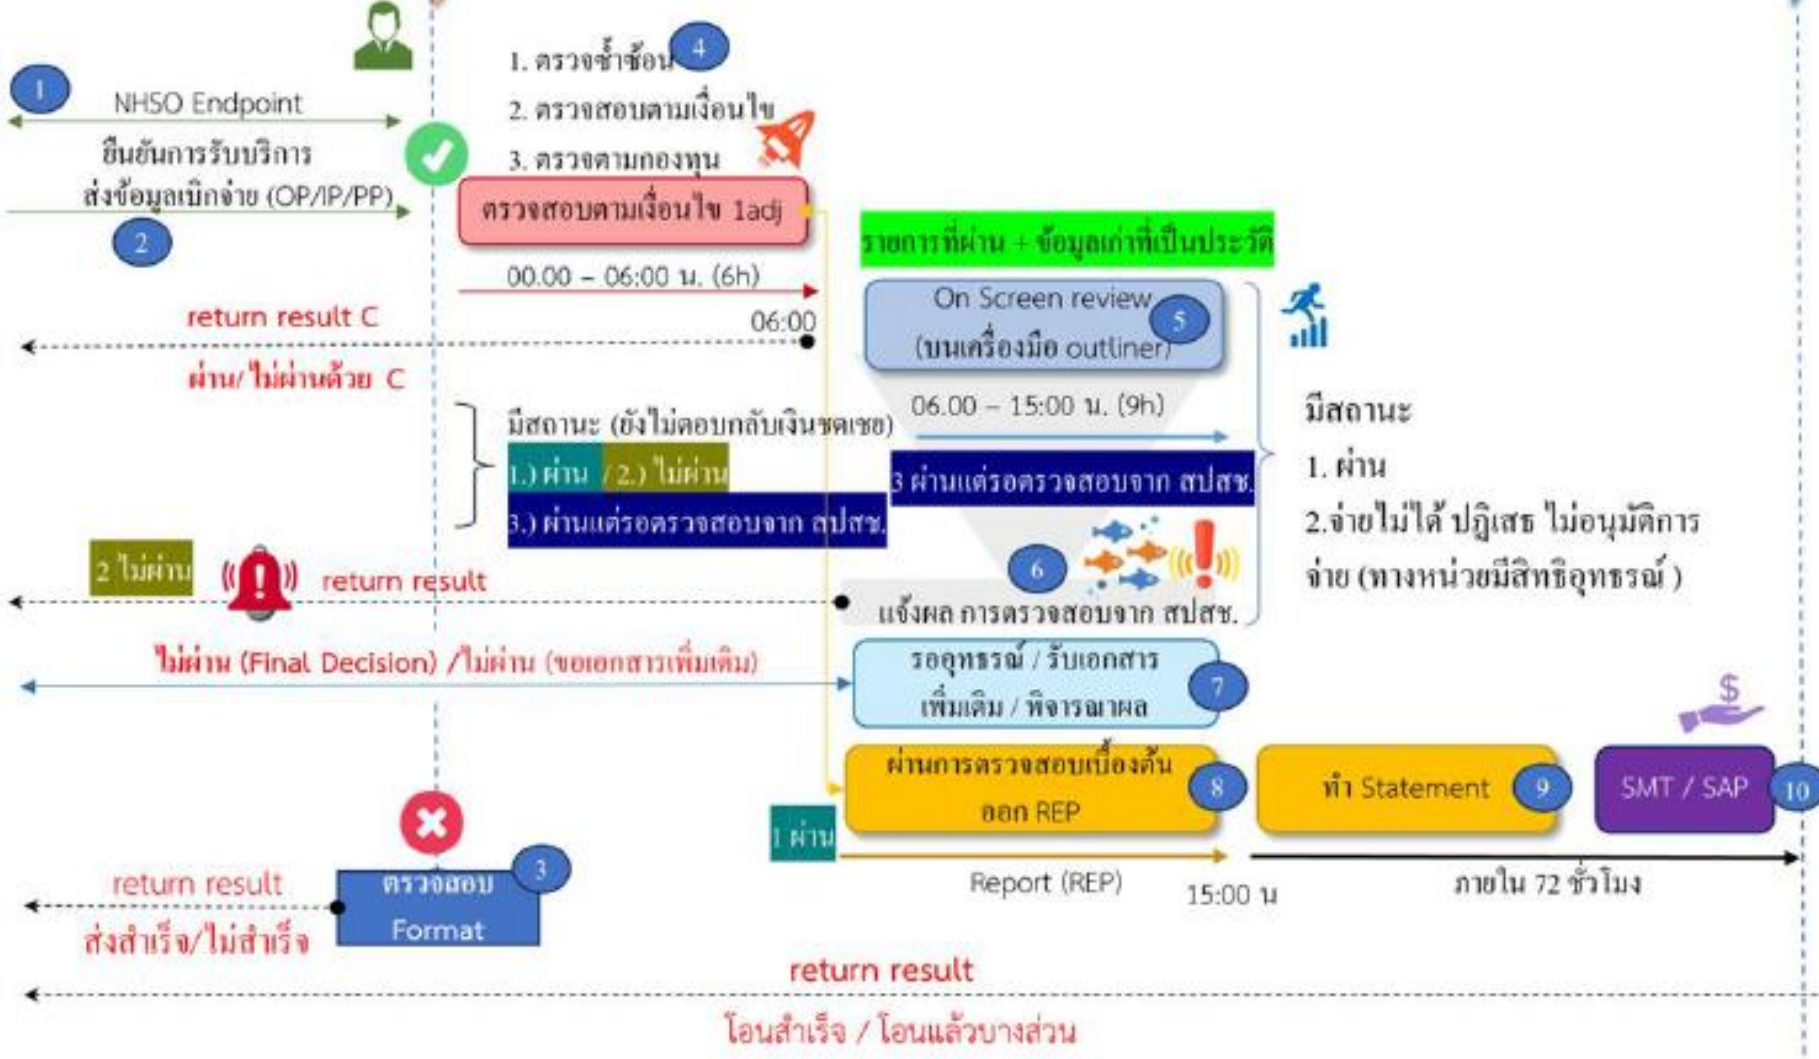 1
NHSO Endpoint
ยืนยันการรับบริการ
ส่งข้อมูลเบิกจ่าย (OP/IP/PP)
2
1. ตรวจซ้ำซ้อน
4
2. ตรวจสอบตามเงื่อนไข
3. ตรวจตามกองทุน
ตรวจสอบตามเงื่อนไข 1adj
00.00 – 06:00 น. (6h)
06:00
return result C
ผ่าน/ ไม่ผ่านด้วย C
รายการที่ผ่าน + ข้อมูลเก่าที่เป็นประวัติ
On Screen review
5
(บนเครื่องมือ outliner)
06.00 – 15:00 น. (9h)
มีสถานะ (ยังไม่ตอบกลับเงินชดเชย)
1.) ผ่าน / 2.) ไม่ผ่าน
3.) ผ่านแต่รอตรวจสอบจาก สปสช.
3 ผ่านแต่รอตรวจสอบจาก สปสช.
มีสถานะ
1. ผ่าน
2.จ่ายไม่ได้ ปฏิเสธ ไม่อนุมัติการ
จ่าย (ทางหน่วยมีสิทธิอุทธรณ์ )
2 ไม่ผ่าน
return result
6
แจ้งผล การตรวจสอบจาก สปสช.
ไม่ผ่าน (Final Decision) /ไม่ผ่าน (ขอเอกสารเพิ่มเติม)
รออุทธรณ์ / รับเอกสาร
เพิ่มเติม / พิจารณาผล
7
ผ่านการตรวจสอบเบื้องต้น
ออก REP
8
ทำ Statement
9
SMT / SAP
10
$
1 ผ่าน
Report (REP)
15:00 น
ภายใน 72 ชั่วโมง
ตรวจสอบ
Format
3
return result
ส่งสำเร็จ/ไม่สำเร็จ
return result
โอนสำเร็จ / โอนแล้วบางส่วน